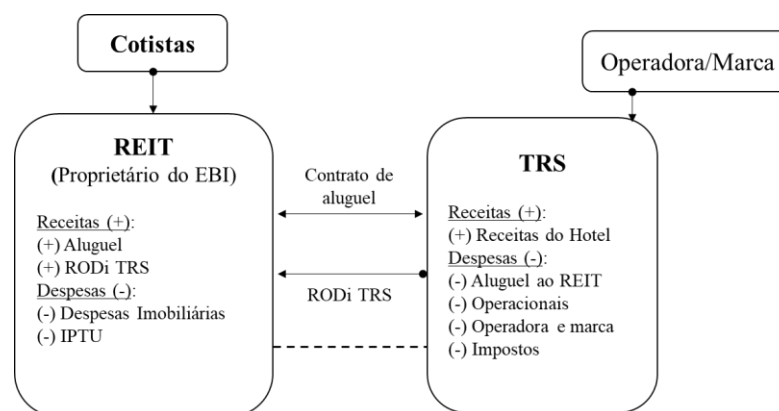 Cotistas
Operadora/Marca
REIT
(Proprietário do EBI)
Receitas (+):
(+) Aluguel
(+) RODi TRS
Despesas (-):
(-) Despesas Imobiliárias
(-) IPTU
Contrato de
aluguel
RODi TRS
TRS
Receitas (+):
(+) Receitas do Hotel
Despesas (-):
(-) Aluguel ao REIT
(-) Operacionais
(-) Operadora e marca
(-) Impostos